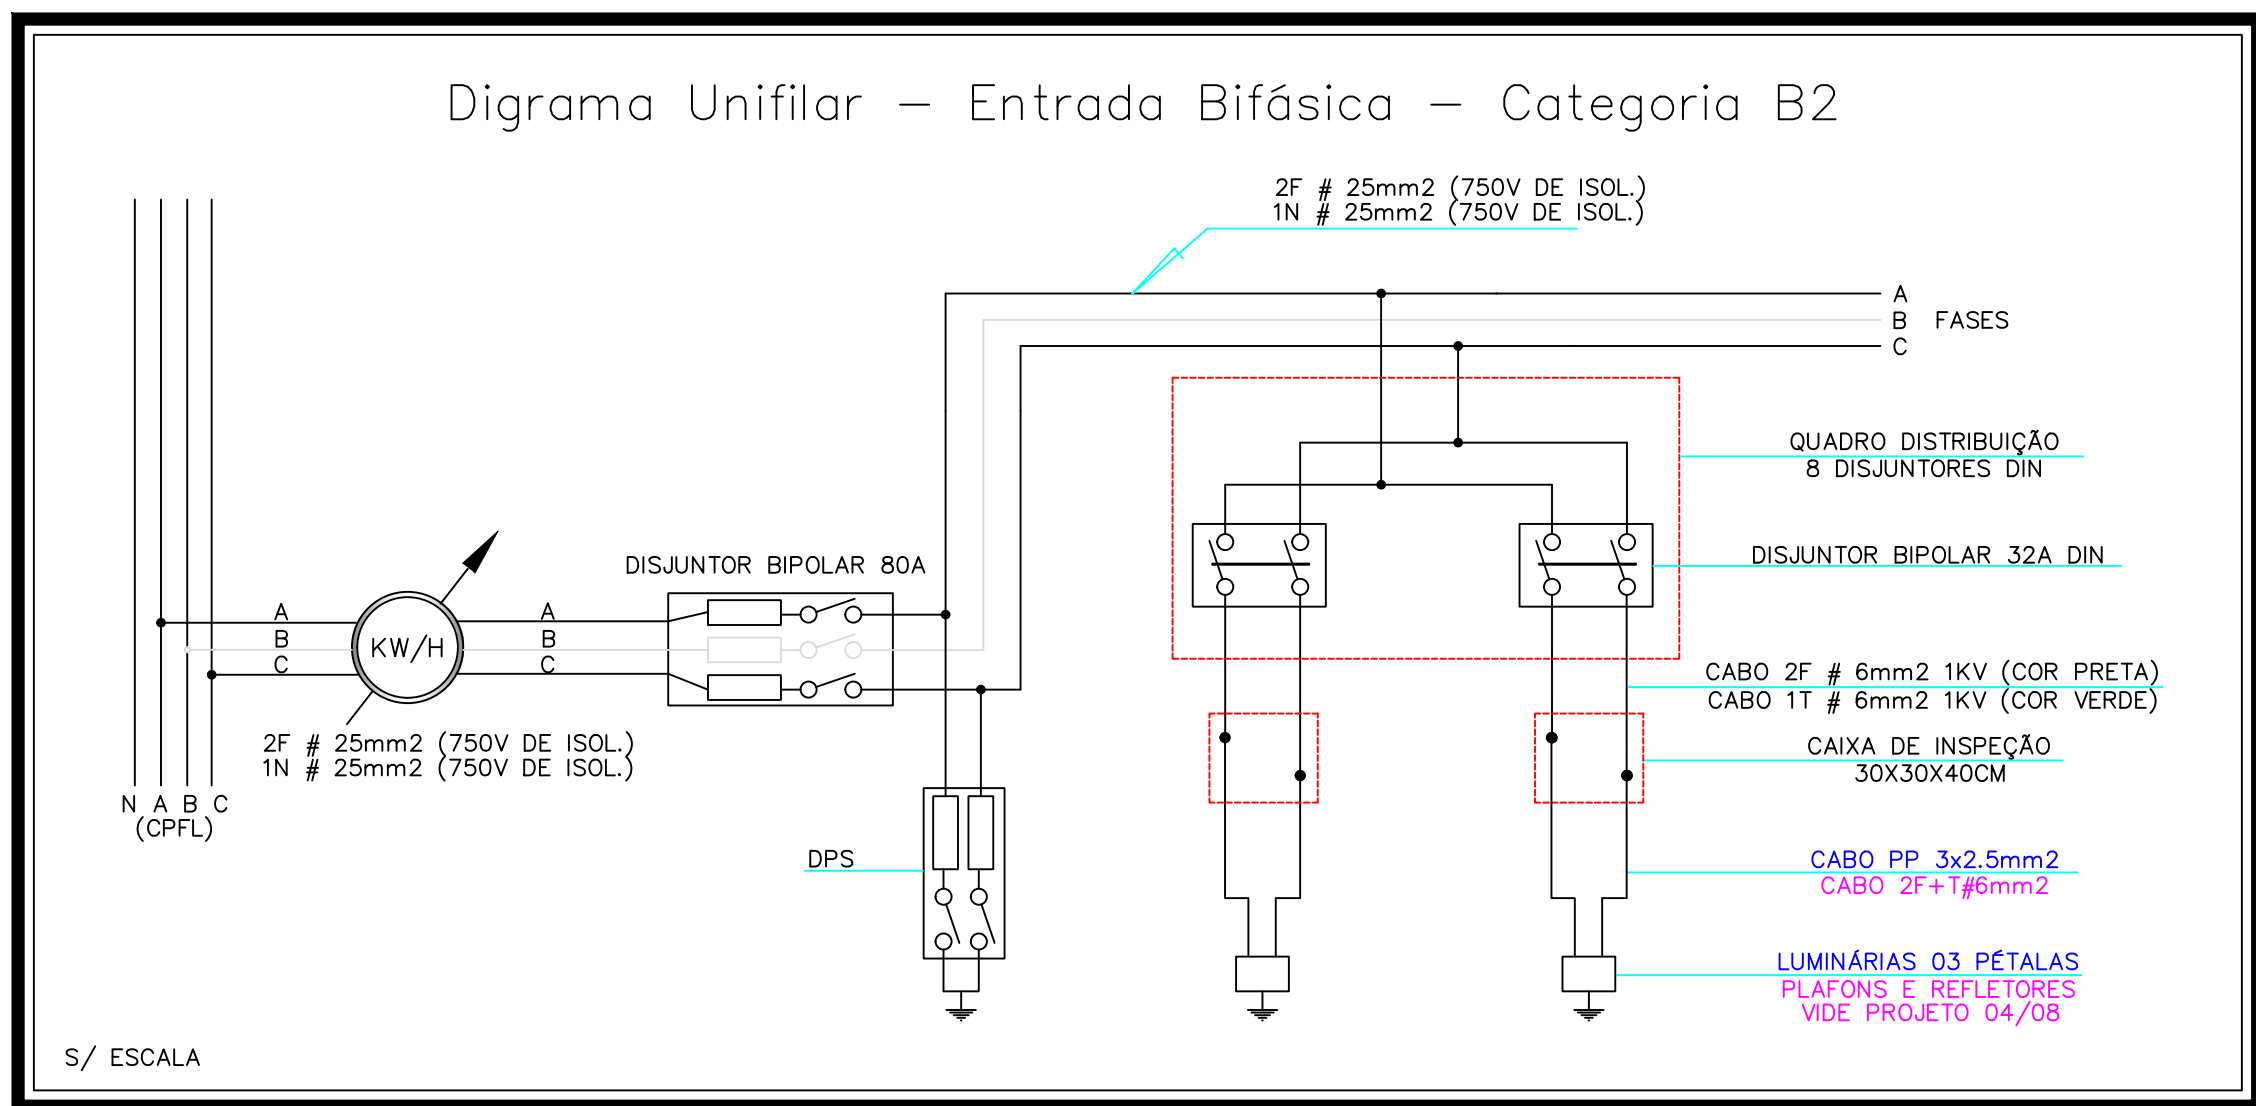 Digrama Unifilar - Entrada Bifásica - Categoria B2
2F # 25mm2 (750V DE ISOL.)
1N # 25mm2 (750V DE ISOL.)
A
B FASES
C
QUADRO DISTRIBUIÇÃO
8 DISJUNTORES DIN
DISJUNTOR BIPOLAR 32A DIN
DISJUNTOR BIPOLAR 80A
A
B
C
KW/H
A
B
C
2F # 25mm2 (750V DE ISOL.)
1N # 25mm2 (750V DE ISOL.)
N A B C
(CPFL)
CABO 2F # 6mm2 1KV (COR PRETA)
CABO 1T # 6mm2 1KV (COR VERDE)
CAIXA DE INSPEÇÃO
30X30X40CM
DPS
CABO PP 3x2.5mm2
CABO 2F+T#6mm2
LUMINÁRIAS 03 PÉTALAS
PLAFONS E REFLETORES
VIDE PROJETO 04/08
S/ ESCALA